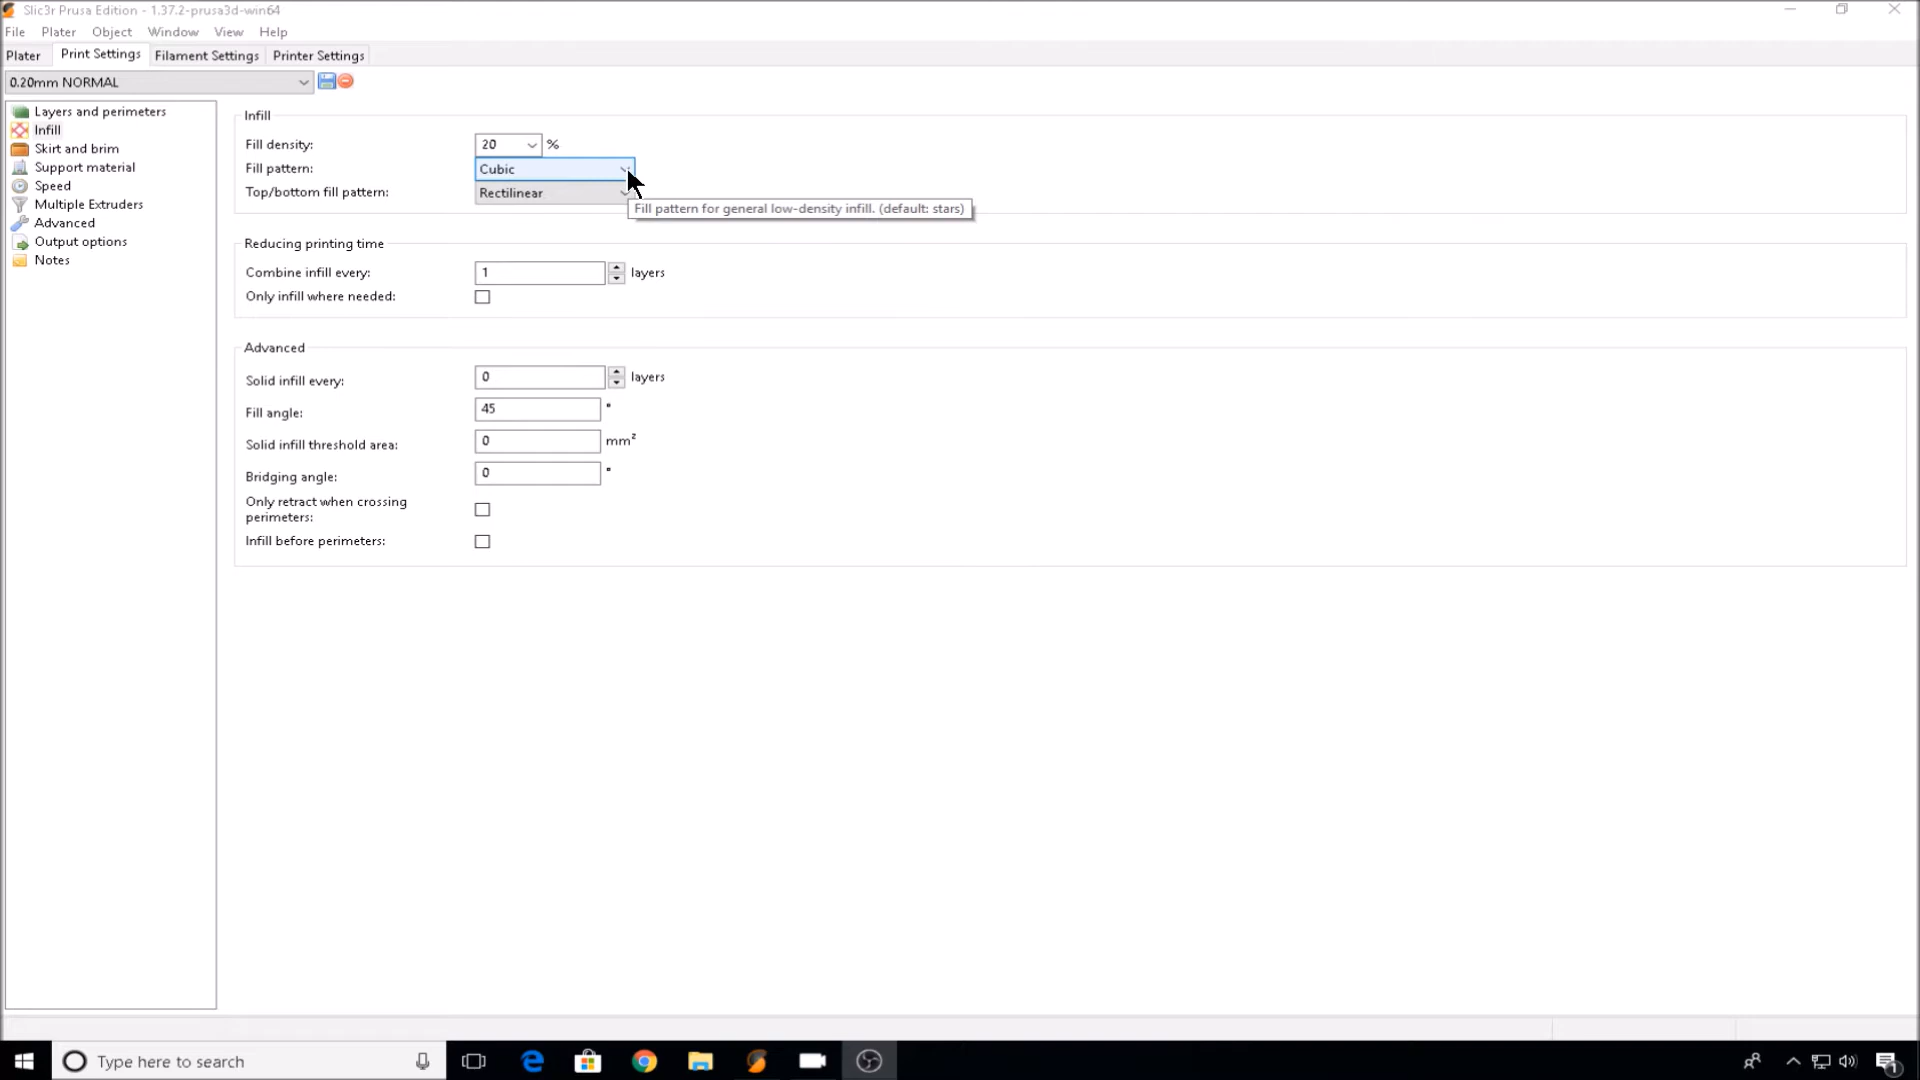 Slic3r Prusa Edition - 1.37.2-prusa3d-win64
File Plater Object Window View Help
Plater Print Settings Filament Settings Printer Settings
0.20mm NORMAL
Layers and perimeters
Infill
Skirt and brim
Support material
Speed
Multiple Extruders
Advanced
Output options
Notes
Infill
Fill density: 20 %
Fill pattern: Cubic
Top/bottom fill pattern: Rectilinear
Fill pattern for general low-density infill. (default: stars)
Reducing printing time
Combine infill every: 1 layers
Only infill where needed:
Advanced
Solid infill every: 0 layers
Fill angle: 45 °
Solid infill threshold area: 0 mm²
Bridging angle: 0 °
Only retract when crossing
perimeters:
Infill before perimeters:
Type here to search
1